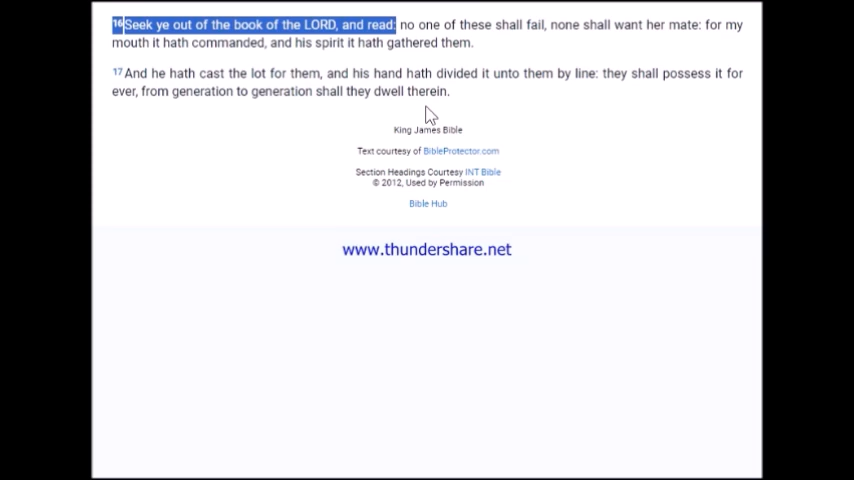 16Seek ye out of the book of the LORD, and read: no one of these shall fail, none shall want her mate: for my
mouth it hath commanded, and his spirit it hath gathered them.
17And he hath cast the lot for them, and his hand hath divided it unto them by line: they shall possess it for
ever, from generation to generation shall they dwell therein.
King James Bible
Text courtesy of BibleProtector.com
Section Headings Courtesy INT Bible
© 2012, Used by Permission
Bible Hub
www.thundershare.net